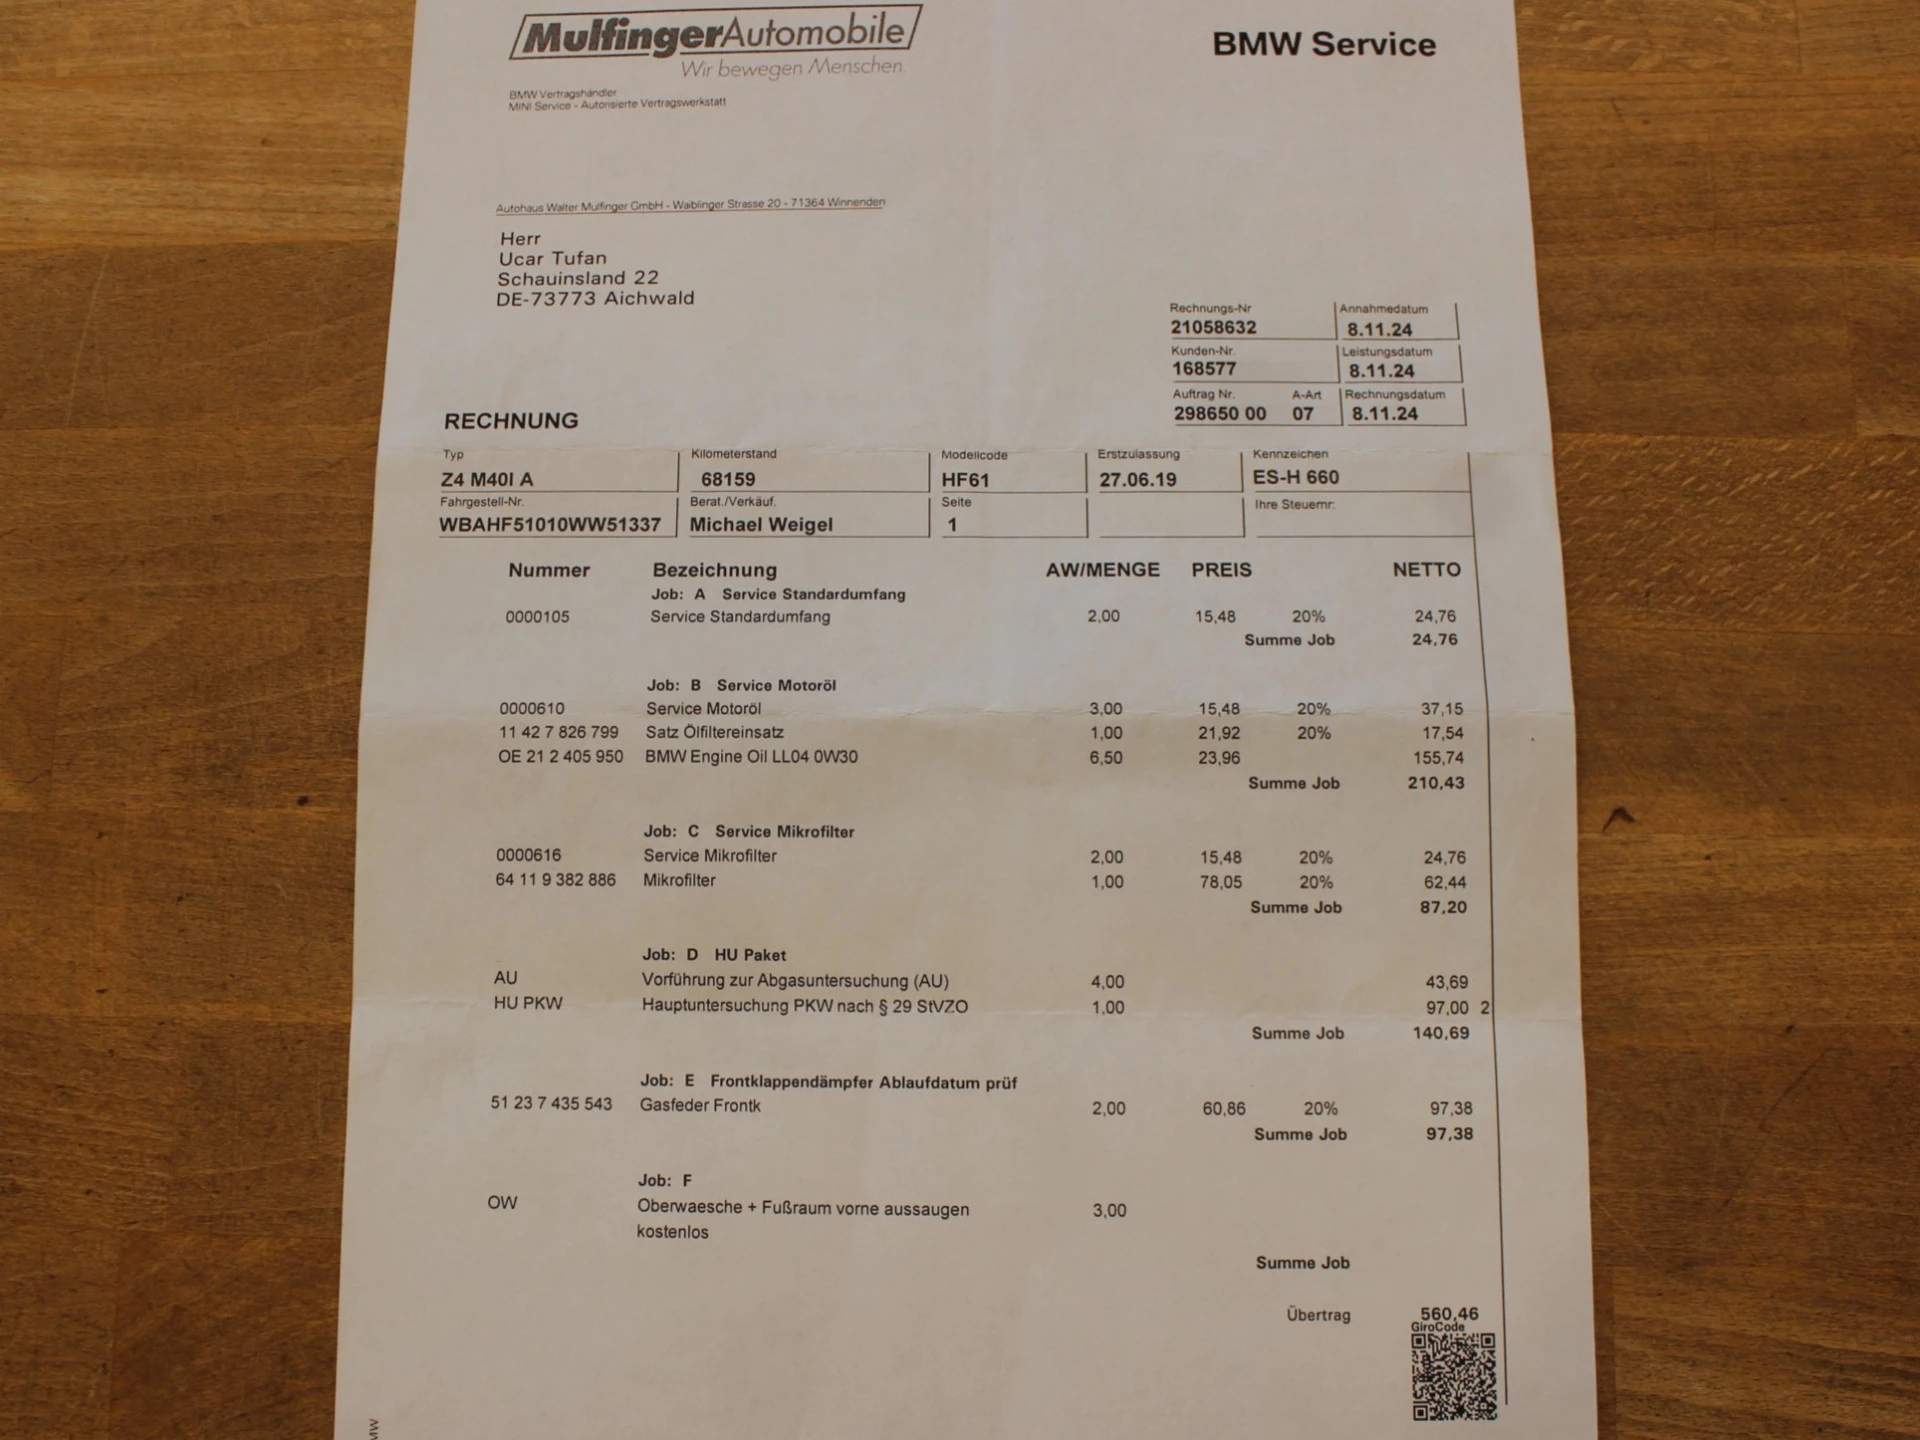 MulfingerAutomobile
BMW Service
Wir bewegen Menschen.
BMW Vertragshändler
MINI Service - Autorisierte Vertragswerkstatt
Autohaus Walter Mulfinger GmbH - Waiblinger Strasse 20 - 71364 Winnenden
Herr
Ucar Tufan
Schauinsland 22
DE-73773 Aichwald
Rechnungs-Nr Annahmedatum
21058632 8.11.24
Kunden-Nr. Leistungsdatum
168577 8.11.24
Auftrag Nr. A-Art Rechnungsdatum
298650 00 07 8.11.24
RECHNUNG
Typ Kilometerstand Modellcode Erstzulassung Kennzeichen
Z4 M40I A 68159 HF61 27.06.19 ES-H 660
Fahrgestell-Nr. Berat./Verkäuf. Seite Ihre Steuernr.
WBAHF51010WW51337 Michael Weigel 1
Nummer Bezeichnung AW/MENGE PREIS NETTO
Job: A Service Standardumfang
0000105 Service Standardumfang 2,00 15,48 20% 24,76
Summe Job 24,76
Job: B Service Motoröl
0000610 Service Motoröl 3,00 15,48 20% 37,15
11 42 7 826 799 Satz Ölfiltereinsatz 1,00 21,92 20% 17,54
OE 21 2 405 950 BMW Engine Oil LL04 0W30 6,50 23,96 155,74
Summe Job 210,43
Job: C Service Mikrofilter
0000616 Service Mikrofilter 2,00 15,48 20% 24,76
64 11 9 382 886 Mikrofilter 1,00 78,05 20% 62,44
Summe Job 87,20
Job: D HU Paket
AU Vorführung zur Abgasuntersuchung (AU) 4,00 43,69
HU PKW Hauptuntersuchung PKW nach § 29 StVZO 1,00 97,00 2
Summe Job 140,69
Job: E Frontklappendämpfer Ablaufdatum prüf
51 23 7 435 543 Gasfeder Frontk 2,00 60,86 20% 97,38
Summe Job 97,38
Job: F
OW Oberwaesche + Fußraum vorne aussaugen 3,00
kostenlos
Summe Job
Übertrag 560,46
GiroCode